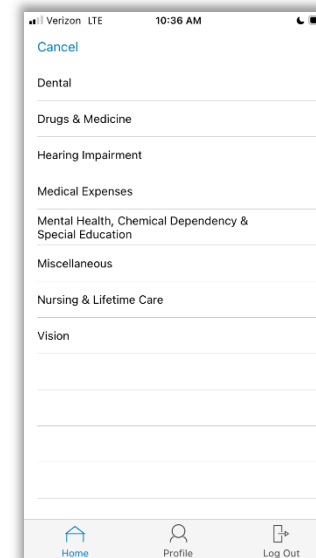 Verizon LTE 10:36 AM
Cancel
Dental
Drugs & Medicine
Hearing Impairment
Medical Expenses
Mental Health, Chemical Dependency &
Special Education
Miscellaneous
Nursing & Lifetime Care
Vision
Home Profile Log Out